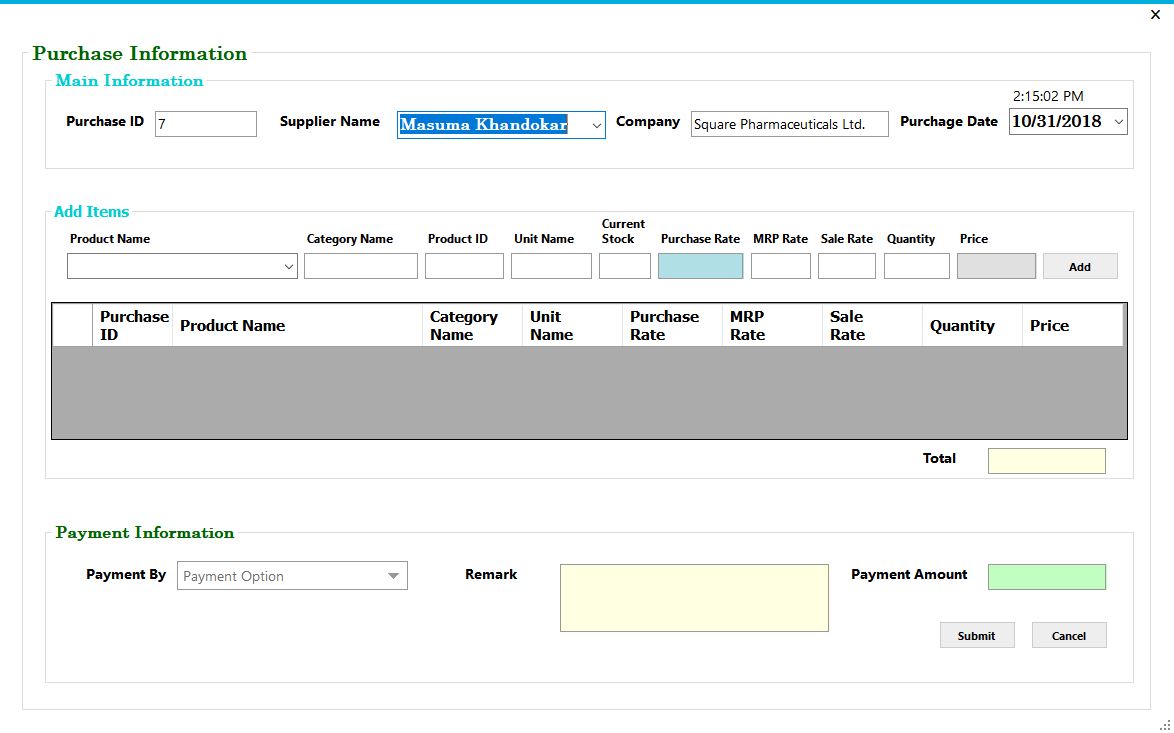 Purchase Information
Main Information
2:15:02 PM
Purchase ID 7 Supplier Name Masuma Khandokar Company Square Pharmaceuticals Ltd. Purchage Date 10/31/2018
Add Items
Product Name Category Name Product ID Unit Name Current Stock Purchase Rate MRP Rate Sale Rate Quantity Price
Add
Purchase ID Product Name Category Name Unit Name Purchase Rate MRP Rate Sale Rate Quantity Price
Total
Payment Information
Payment By Payment Option Remark Payment Amount
Submit Cancel